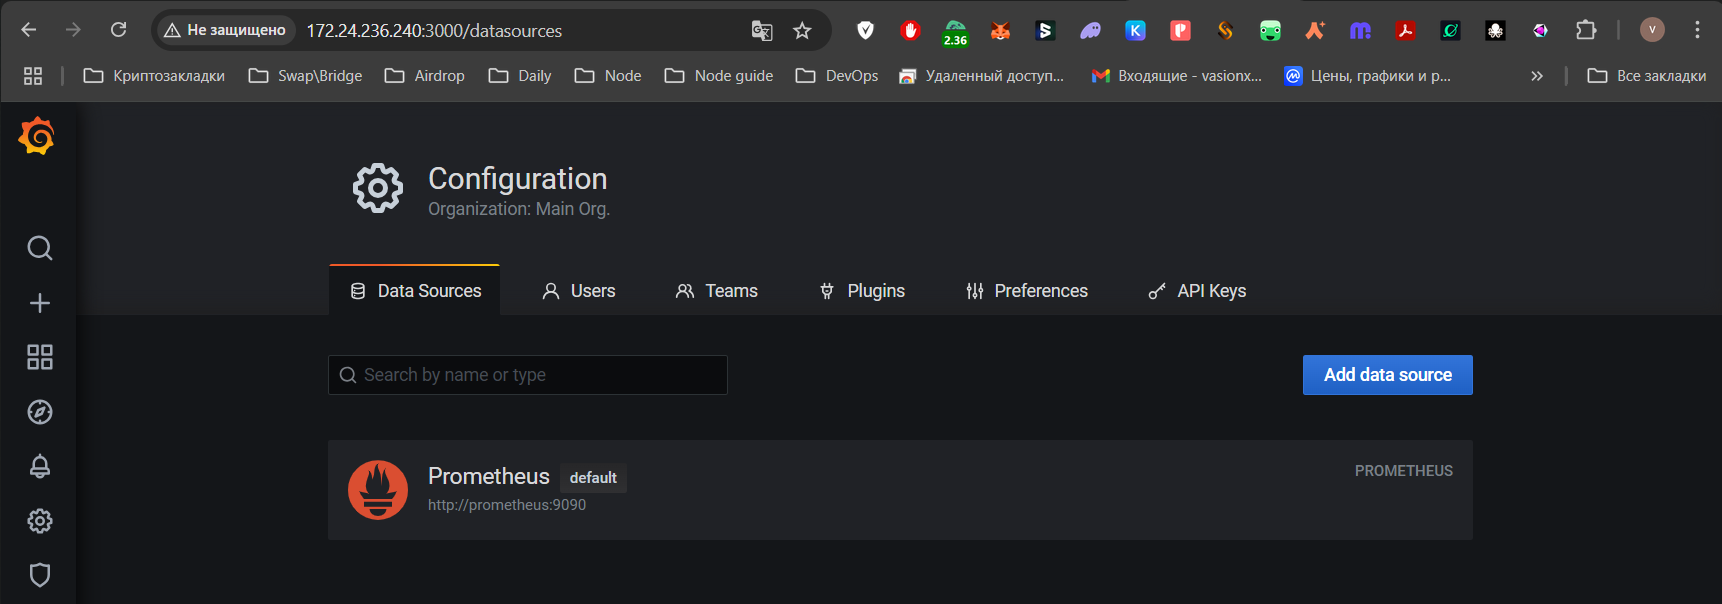 Не защищено 172.24.236.240:3000/datasources 2.36 V
Криптозакладки Swap\Bridge Airdrop Daily Node Node guide DevOps Удаленный доступ... Входящие - vasionx... Цены, графики и р... » Все закладки
Configuration
Organization: Main Org.
Data Sources Users Teams Plugins Preferences API Keys
Search by name or type Add data source
Prometheus default PROMETHEUS
http://prometheus:9090